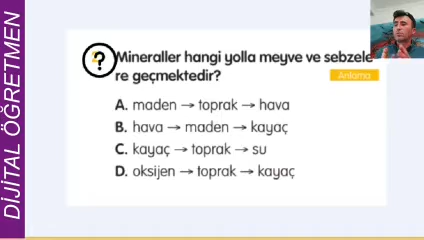 DİJİTAL ÖĞRETMEN
?
Mineraller hangi yolla meyve ve sebzele
re geçmektedir?
Anlama
A. maden → toprak → hava
B. hava → maden → kayaç
C. kayaç → toprak → su
D. oksijen → toprak → kayaç